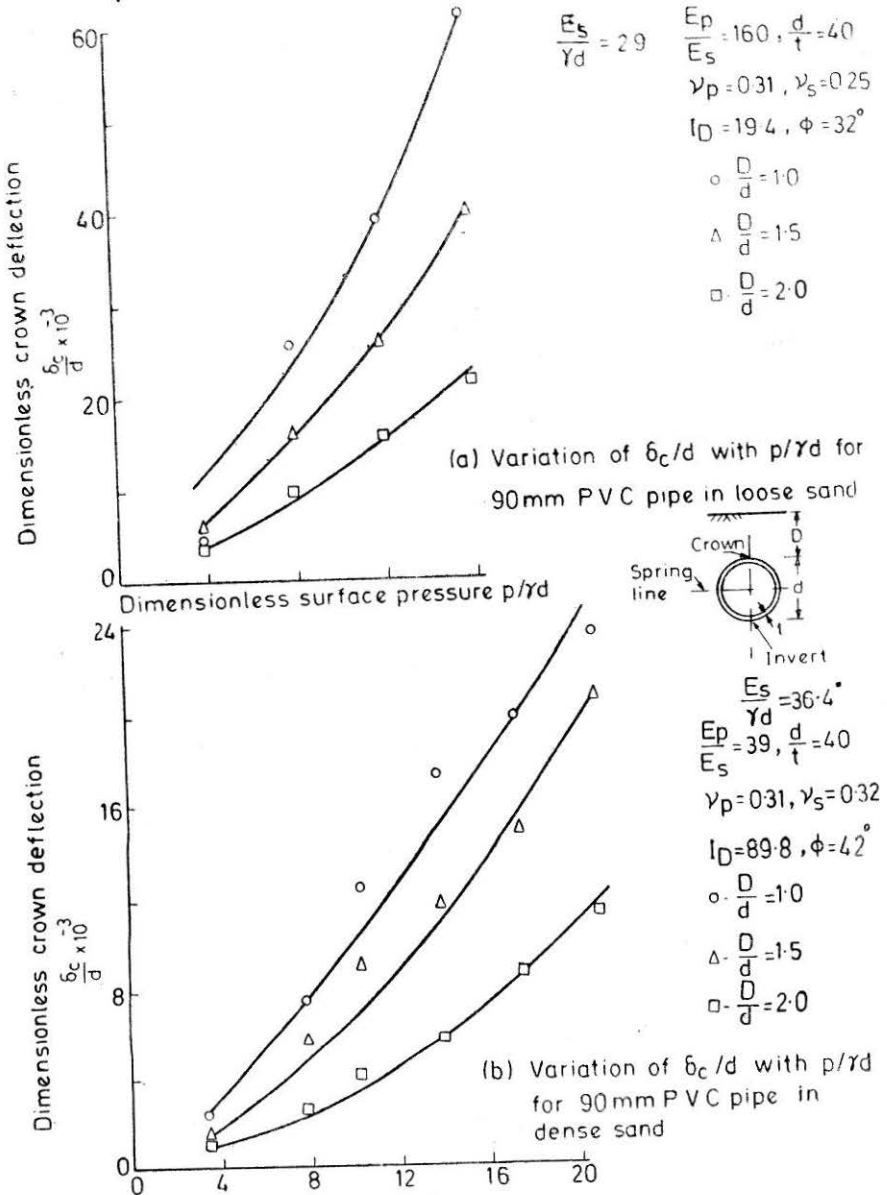 60
40
20
0
Dimensionless crown deflection
δc/d × 10⁻³
Es/γd = 29
Ep/Es = 160, d/t = 40
νp = 0.31, νs = 0.25
ID = 19.4, Φ = 32°
○ D/d = 1.0
△ D/d = 1.5
□ D/d = 2.0
(a) Variation of δc/d with p/γd for
90mm PVC pipe in loose sand
Dimensionless surface pressure p/γd
Crown
D
Spring
line
d
t
Invert
24
16
8
0
Dimensionless crown deflection
δc/d × 10⁻³
Es/γd = 36.4°
Ep/Es = 39, d/t = 40
νp = 0.31, νs = 0.32
ID = 89.8, Φ = 42°
○ - D/d = 1.0
△ - D/d = 1.5
□ - D/d = 2.0
(b) Variation of δc/d with p/γd
for 90mm PVC pipe in
dense sand
0 4 8 12 16 20